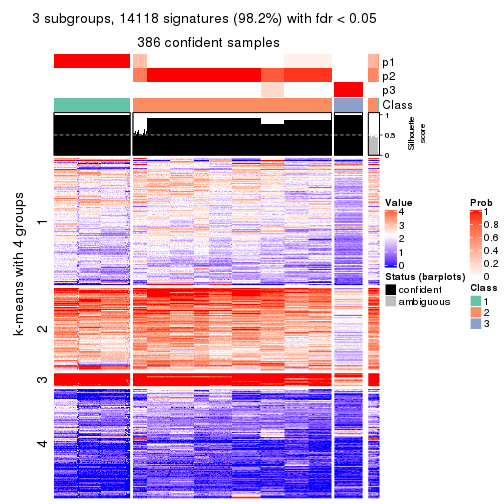 3 subgroups, 14118 signatures (98.2%) with fdr < 0.05
386 confident samples
p1
p2
p3
Class
1
0.5
0
Silhouette
score
k-means with 4 groups
1
2
3
4
Value
4
3
2
1
0
Status (barplots)
confident
ambiguous
Prob
1
0.8
0.6
0.4
0.2
0
Class
1
2
3